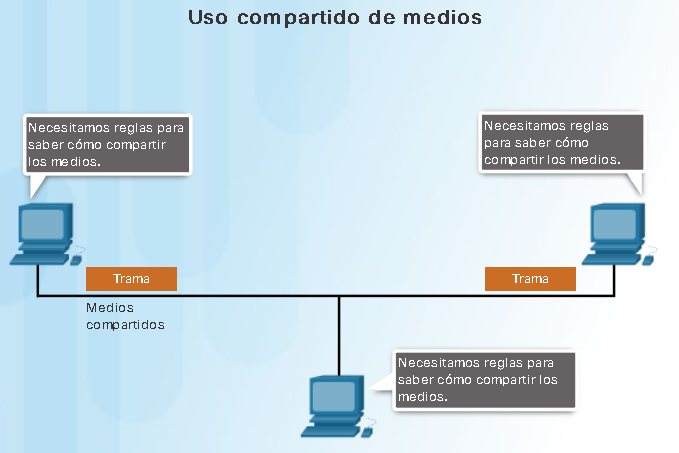 Uso compartido de medios
Necesitamos reglas para
saber cómo compartir
los medios.
Necesitamos reglas
para saber cómo
compartir los medios.
Trama
Trama
Medios
compartidos
Necesitamos reglas para
saber cómo compartir los
medios.